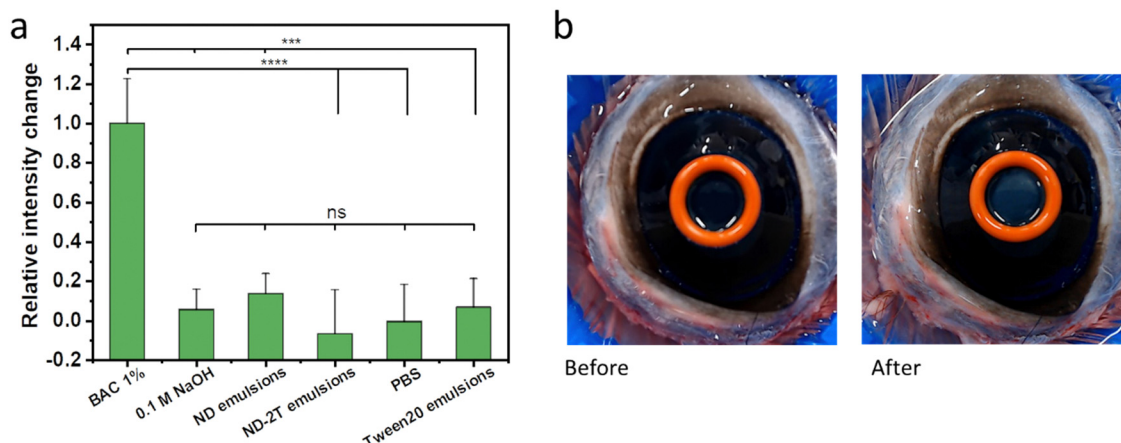 a
Relative intensity change
1.4
1.2
1.0
0.8
0.6
0.4
0.2
0.0
-0.2
***
****
ns
BAC 1%
0.1 M NaOH
ND emulsions
ND-2T emulsions
PBS
Tween20 emulsions
b
Before
After